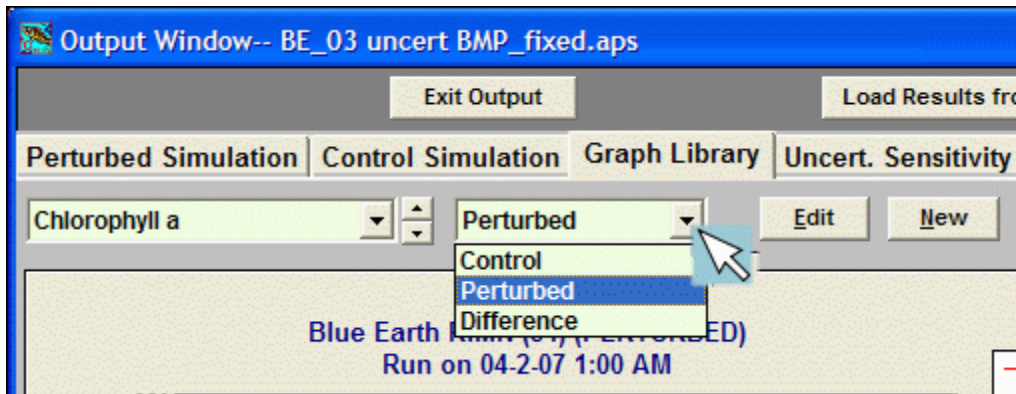 Output Window-- BE_03 uncert BMP_fixed.aps
Exit Output
Load Results fro
Perturbed Simulation
Control Simulation
Graph Library
Uncert. Sensitivity
Chlorophyll a
Perturbed
Edit
New
Control
Perturbed
Difference
Blue Earth ED)
Run on 04-2-07 1:00 AM